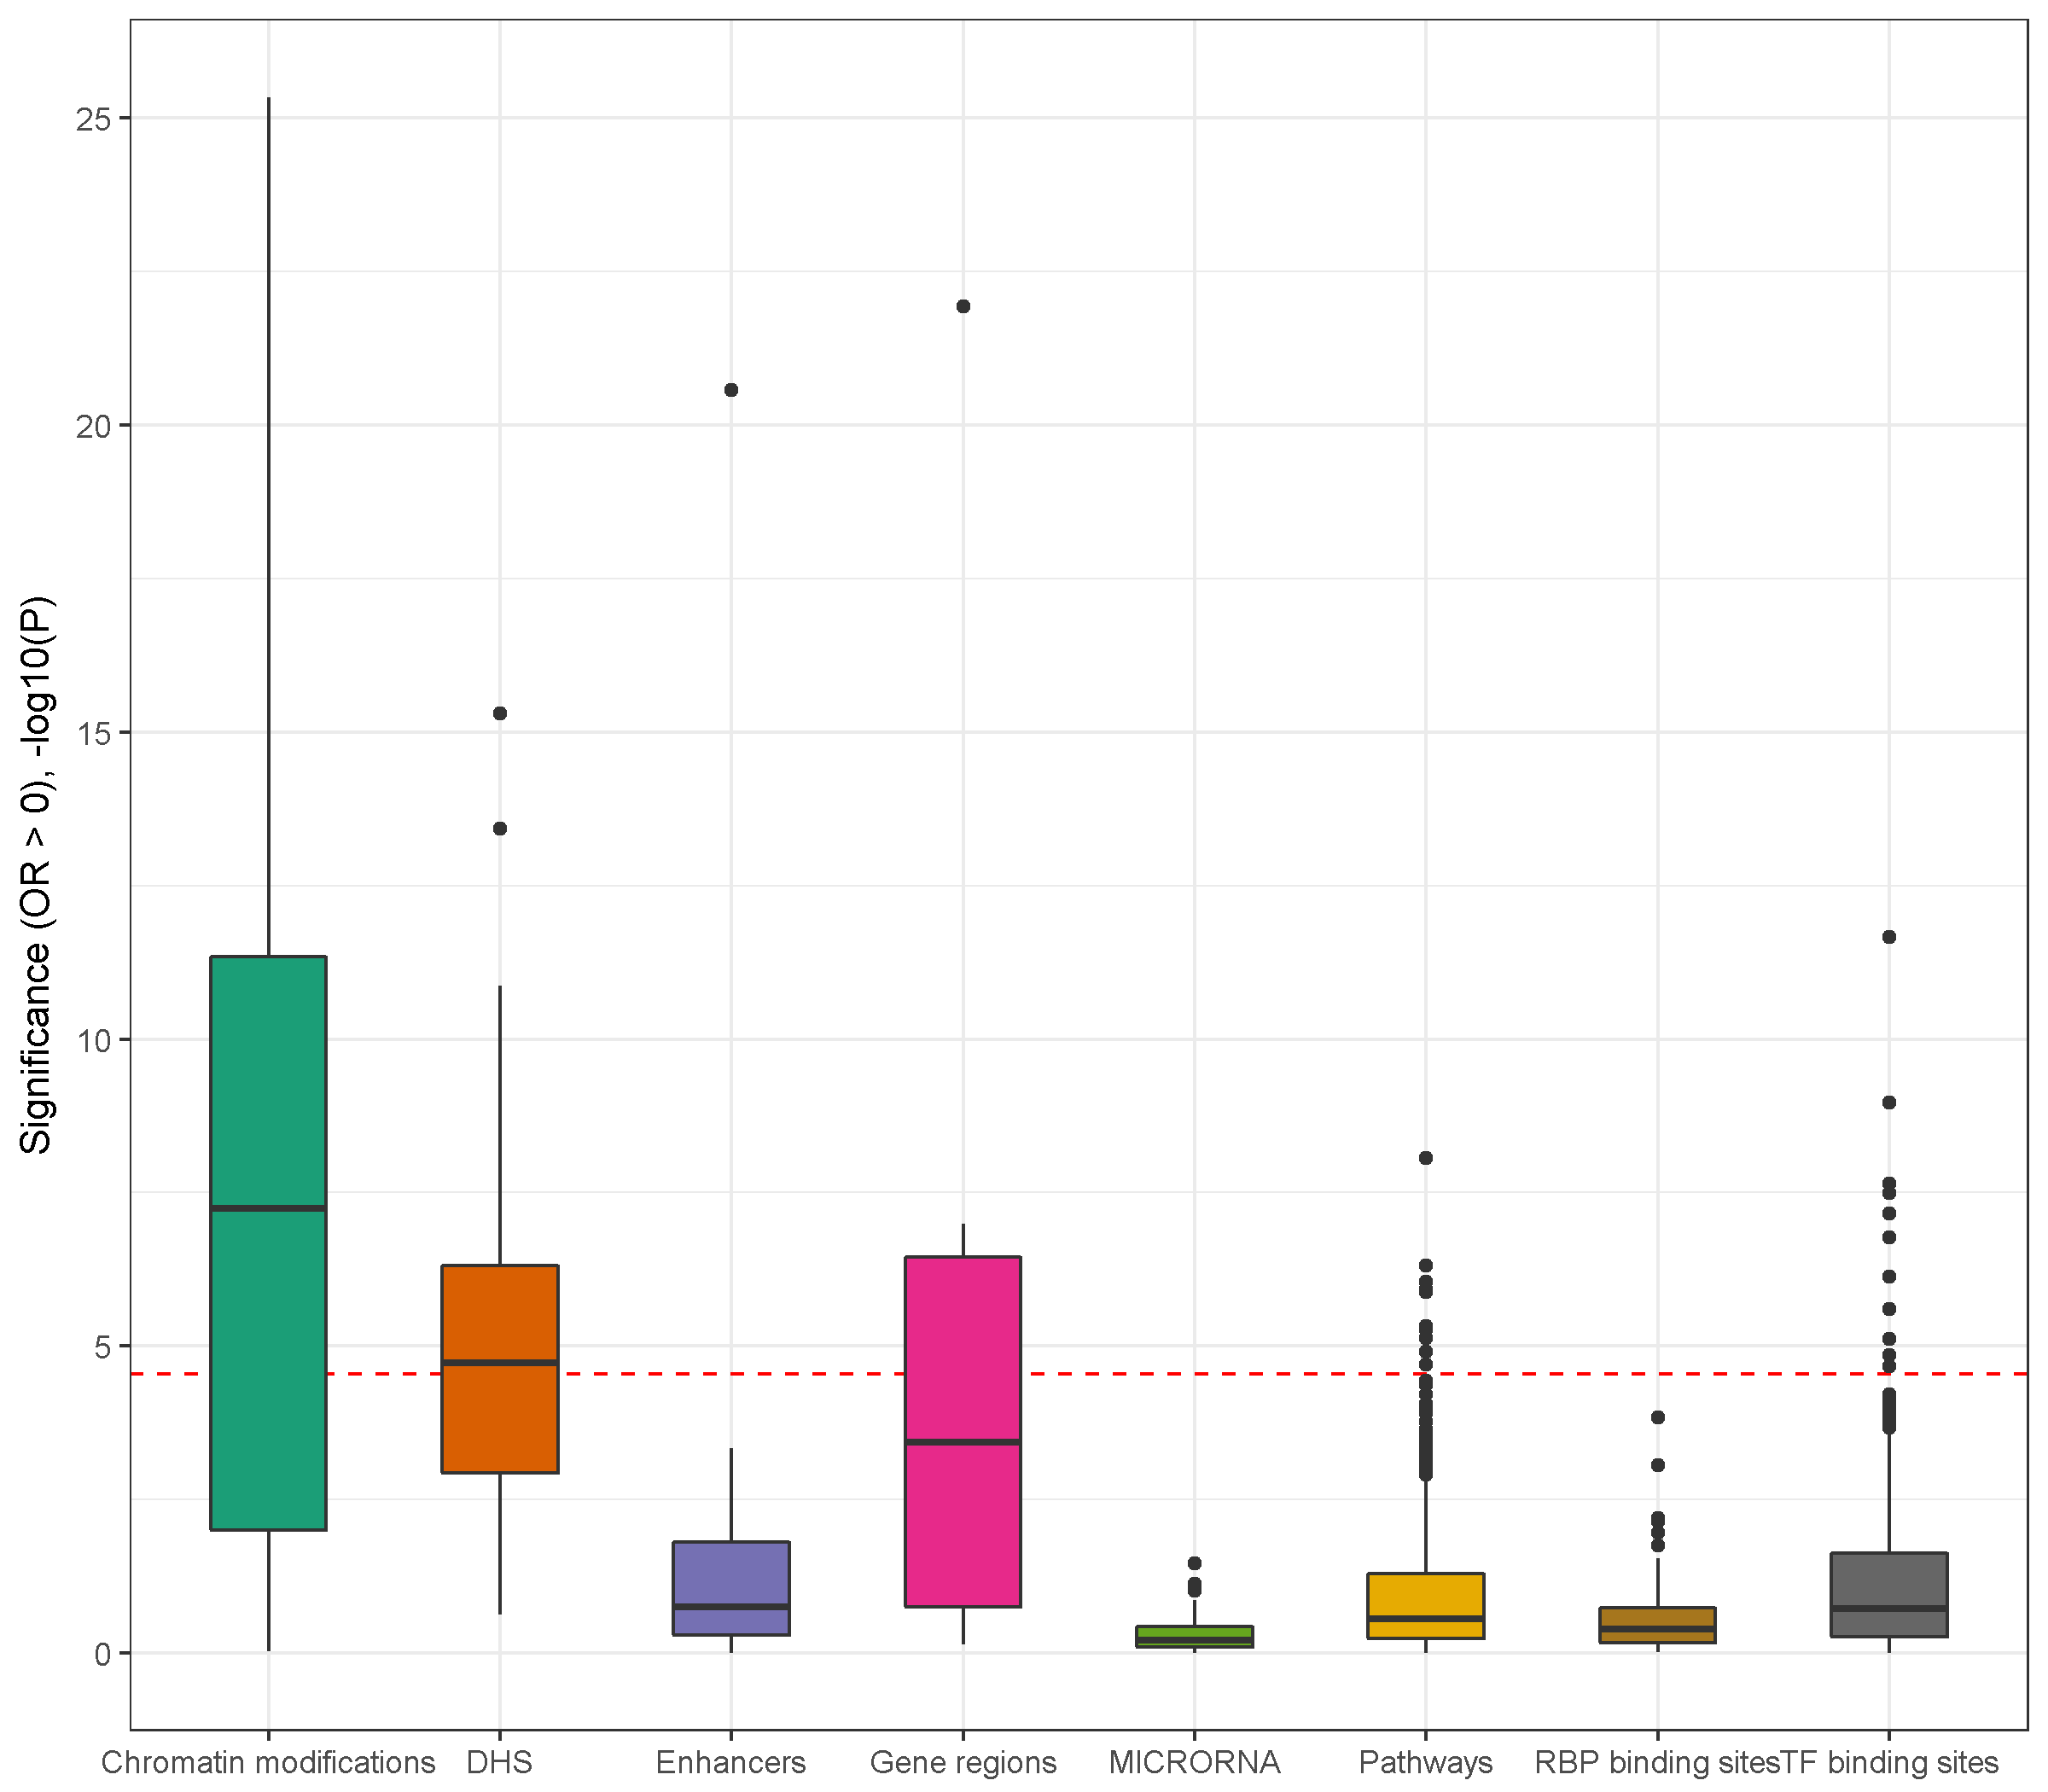 Significance (OR > 0), -log10(P)
25
20
15
10
5
0
Chromatin modifications
DHS
Enhancers
Gene regions
MICRORNA
Pathways
RBP binding sites
TF binding sites